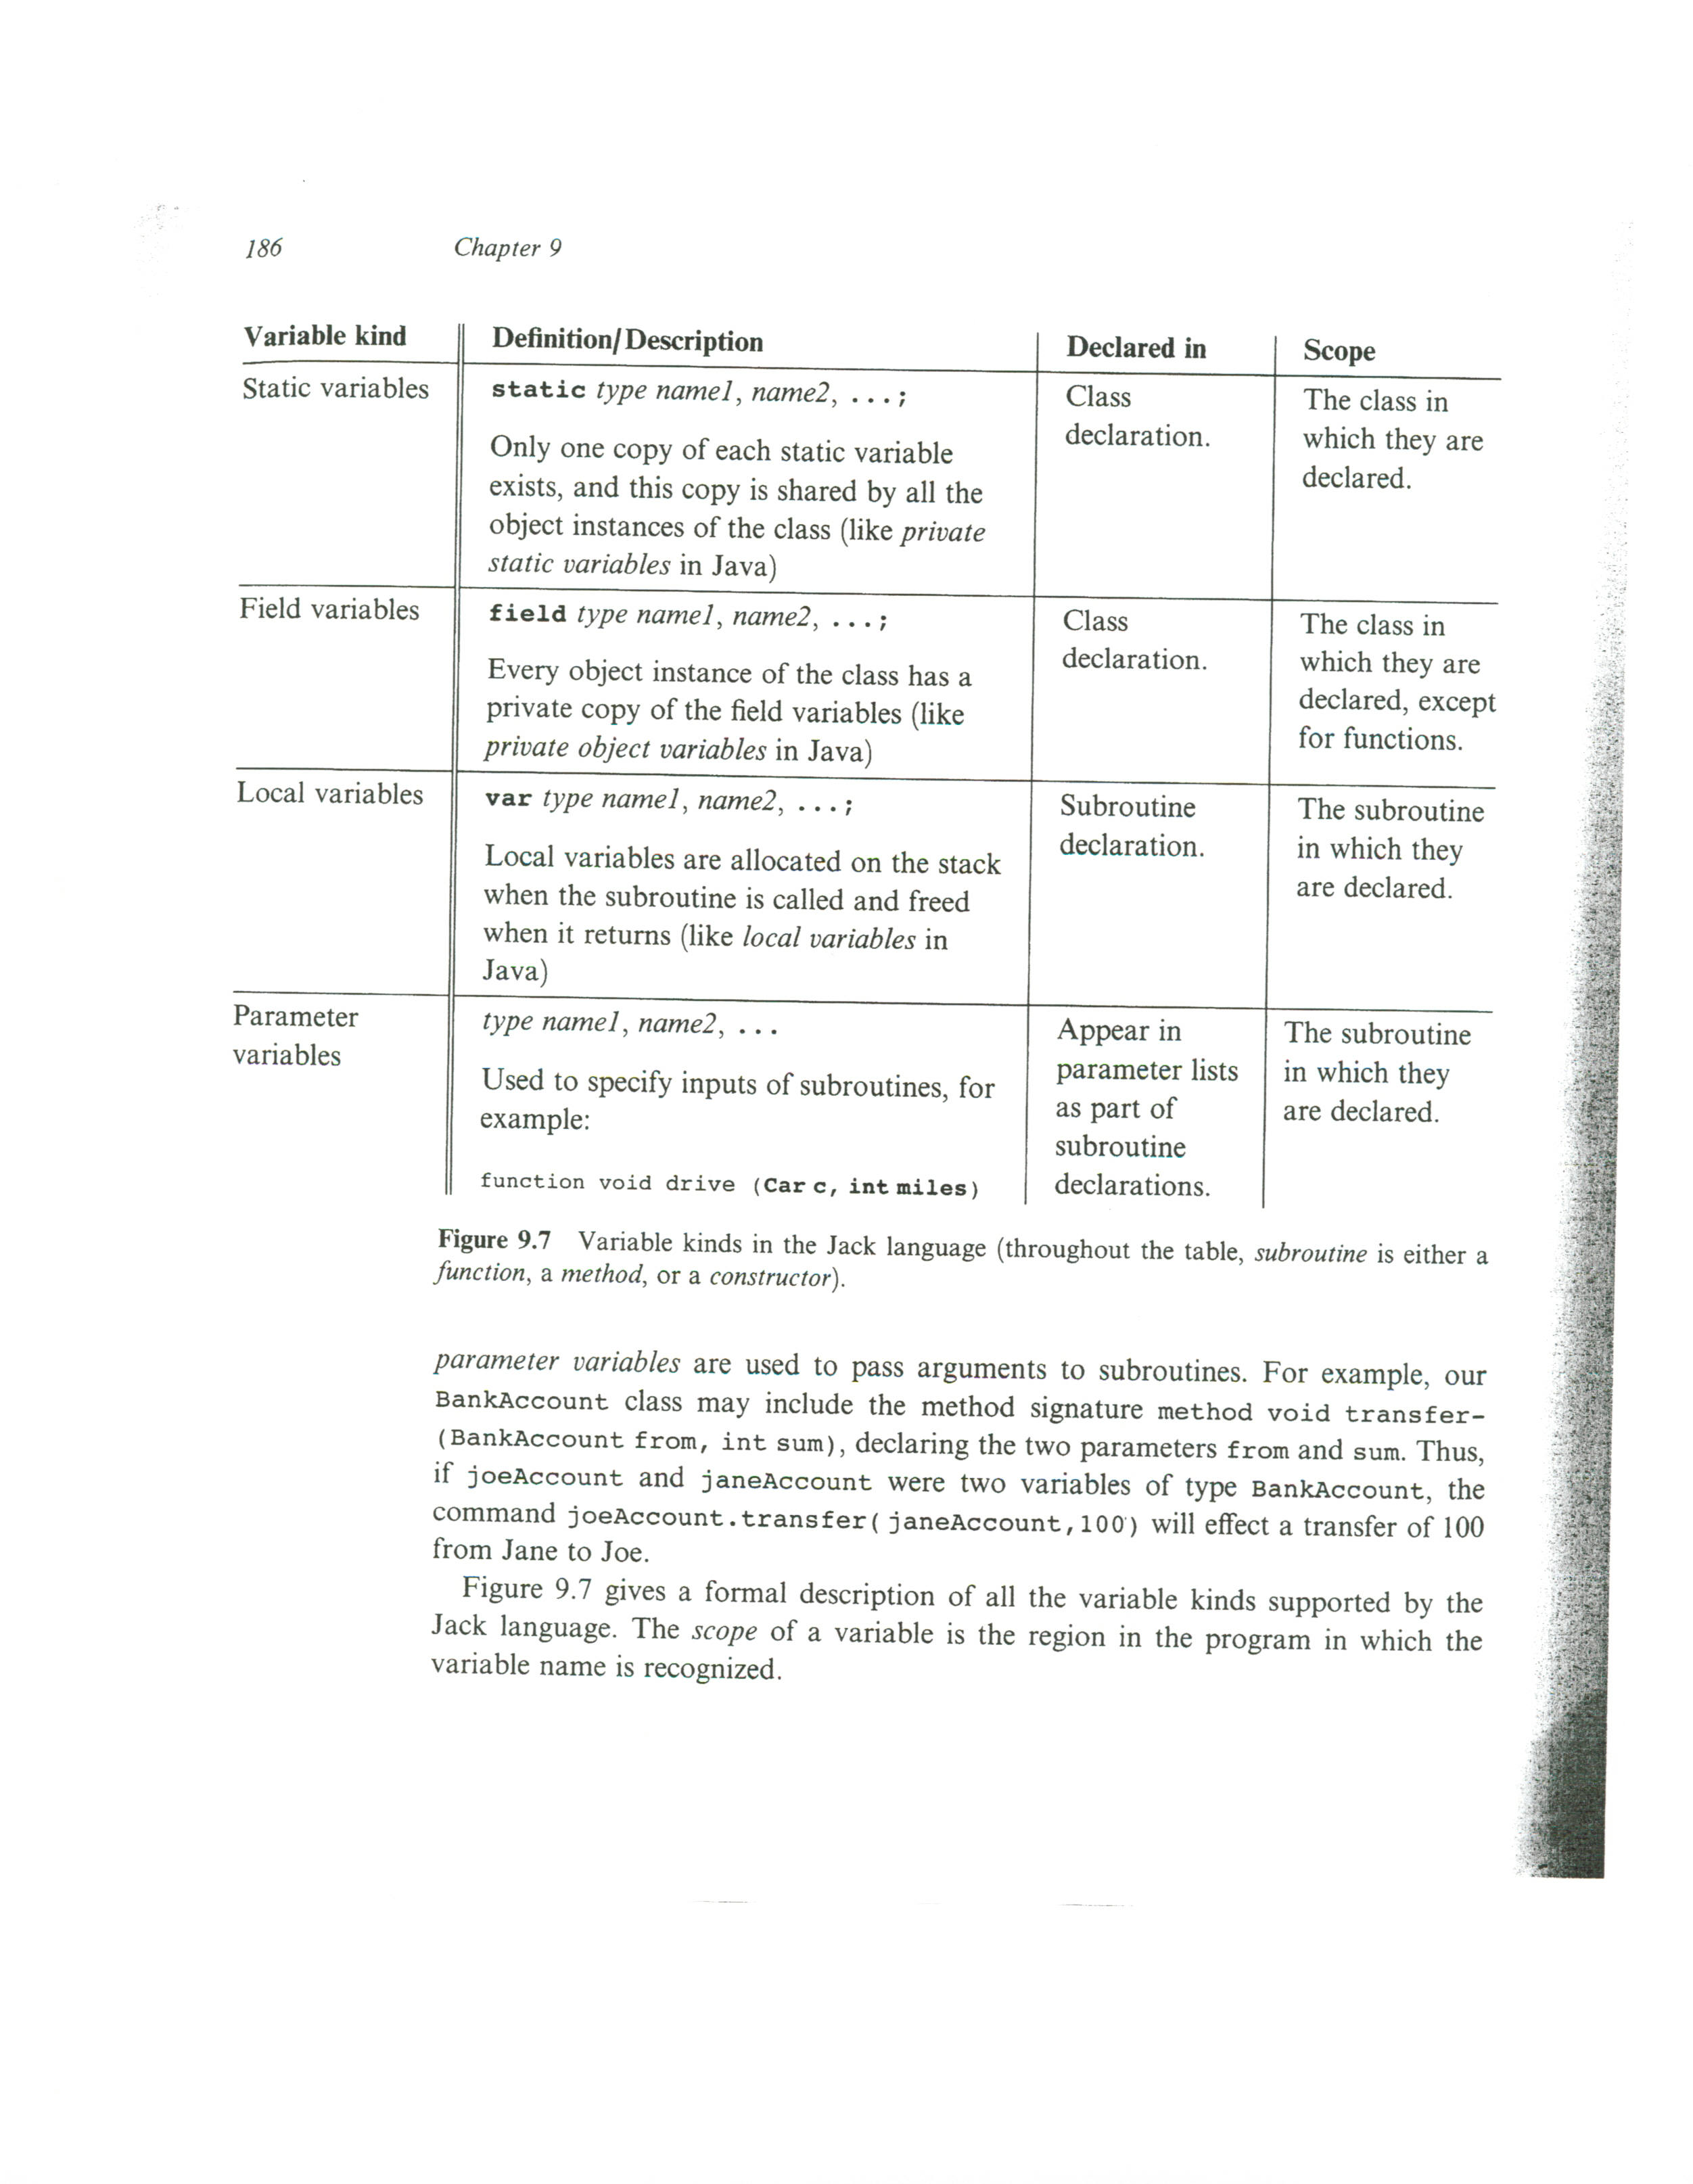 186 Chapter 9
Variable kind Definition/Description Declared in Scope
Static variables
static type name1, name2, ...;
Only one copy of each static variable
exists, and this copy is shared by all the
object instances of the class (like private
static variables in Java)
Class
declaration.
The class in
which they are
declared.
Field variables
field type name1, name2, ...;
Every object instance of the class has a
private copy of the field variables (like
private object variables in Java)
Class
declaration.
The class in
which they are
declared, except
for functions.
Local variables
var type name1, name2, ...;
Local variables are allocated on the stack
when the subroutine is called and freed
when it returns (like local variables in
Java)
Subroutine
declaration.
The subroutine
in which they
are declared.
Parameter
variables
type name1, name2, ...
Used to specify inputs of subroutines, for
example:
function void drive (Car c, int miles)
Appear in
parameter lists
as part of
subroutine
declarations.
The subroutine
in which they
are declared.
Figure 9.7 Variable kinds in the Jack language (throughout the table, subroutine is either a
function, a method, or a constructor).
parameter variables are used to pass arguments to subroutines. For example, our
BankAccount class may include the method signature method void transfer-
(BankAccount from, int sum), declaring the two parameters from and sum. Thus,
if joeAccount and janeAccount were two variables of type BankAccount, the
command joeAccount.transfer(janeAccount,100) will effect a transfer of 100
from Jane to Joe.
Figure 9.7 gives a formal description of all the variable kinds supported by the
Jack language. The scope of a variable is the region in the program in which the
variable name is recognized.